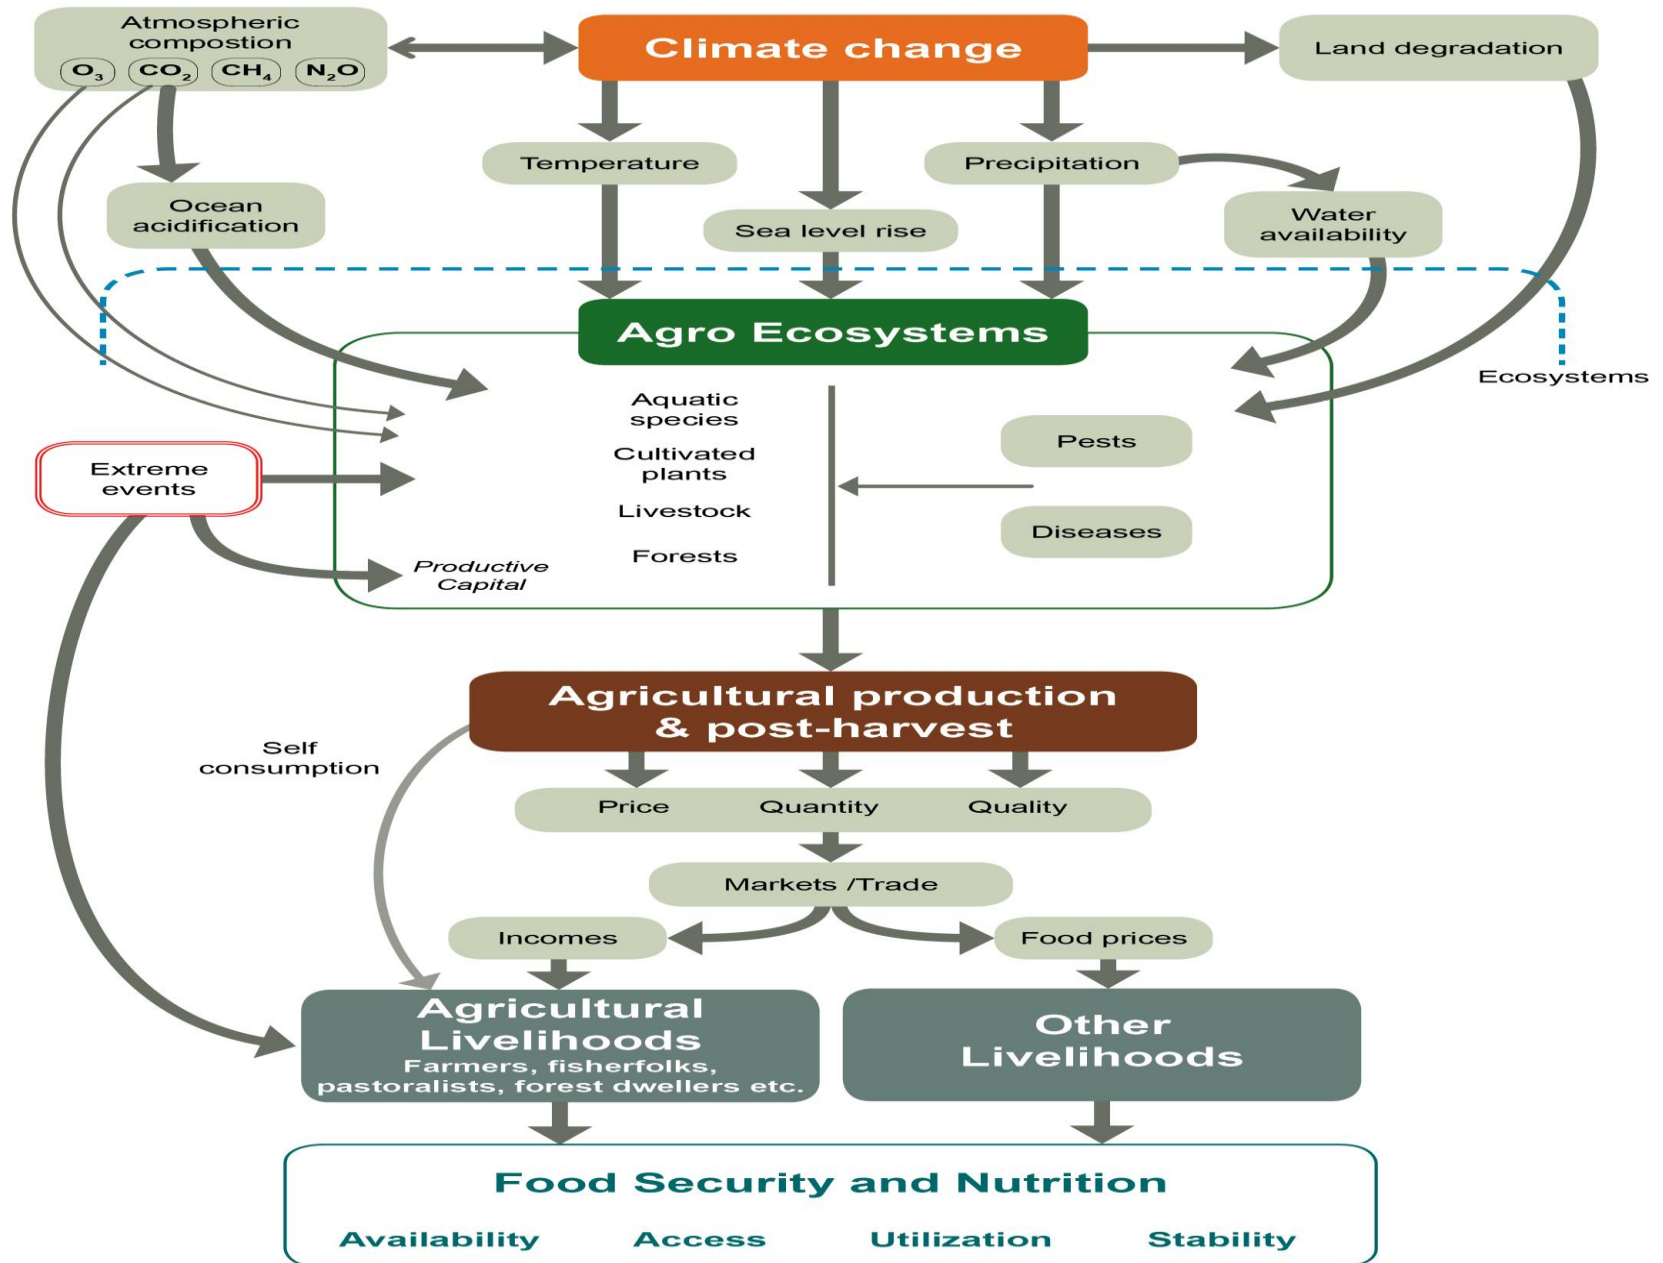 Atmospheric
compostion
O₃ CO₂ CH₄ N₂O
Climate change
Land degradation
Temperature
Precipitation
Ocean
acidification
Sea level rise
Water
availability
Agro Ecosystems
Ecosystems
Aquatic
species
Cultivated
plants
Livestock
Forests
Pests
Diseases
Extreme
events
Productive
Capital
Agricultural production
& post-harvest
Self
consumption
Price Quantity Quality
Markets /Trade
Incomes
Food prices
Agricultural
Livelihoods
Farmers, fisherfolks,
pastoralists, forest dwellers etc.
Other
Livelihoods
Food Security and Nutrition
Availability Access Utilization Stability